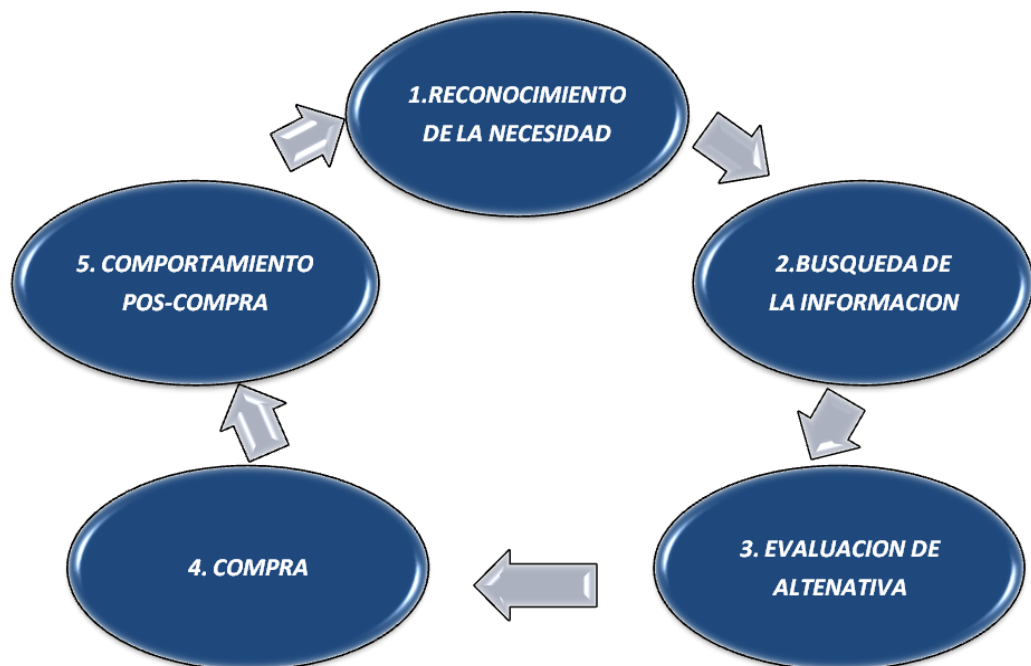 1.RECONOCIMIENTO
DE LA NECESIDAD
2.BUSQUEDA DE
LA INFORMACION
3. EVALUACION DE
ALTENATIVA
4. COMPRA
5. COMPORTAMIENTO
POS-COMPRA